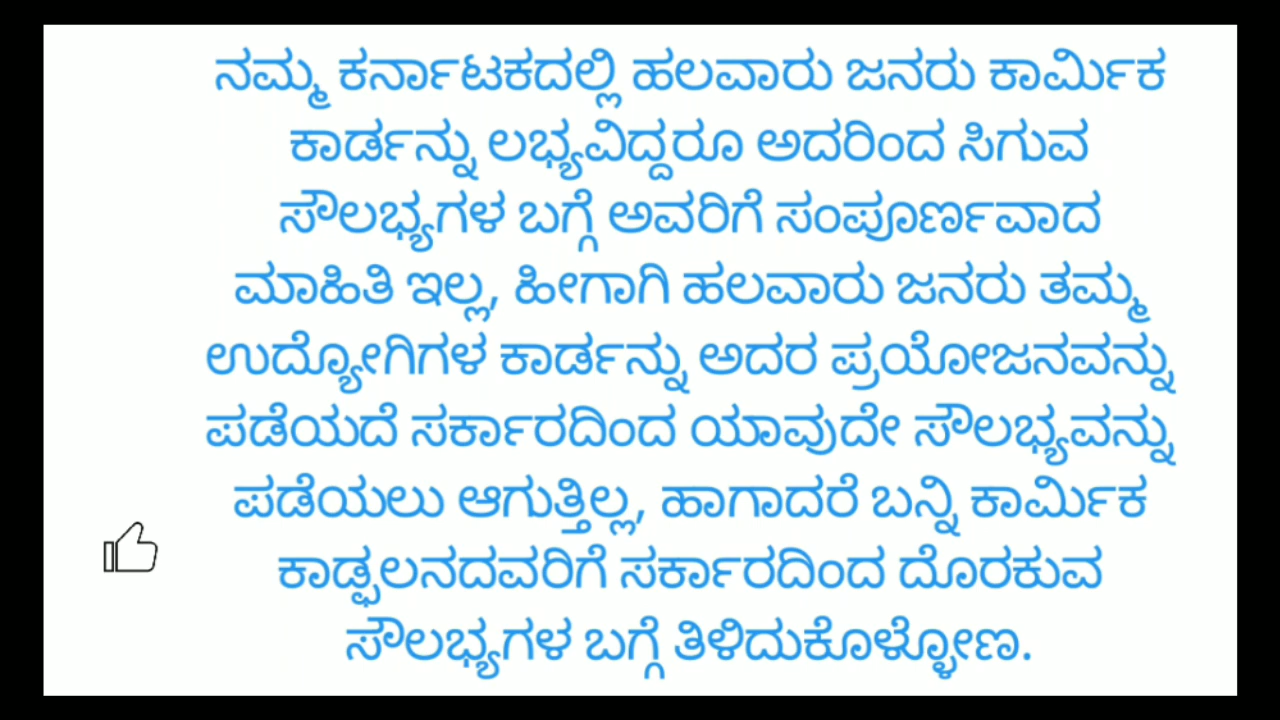 ನಮ್ಮ ಕರ್ನಾಟಕದಲ್ಲಿ ಹಲವಾರು ಜನರು ಕಾರ್ಮಿಕ
ಕಾರ್ಡನ್ನು ಲಭ್ಯವಿದ್ದರೂ ಅದರಿಂದ ಸಿಗುವ
ಸೌಲಭ್ಯಗಳ ಬಗ್ಗೆ ಅವರಿಗೆ ಸಂಪೂರ್ಣವಾದ
ಮಾಹಿತಿ ಇಲ್ಲ, ಹೀಗಾಗಿ ಹಲವಾರು ಜನರು ತಮ್ಮ
ಉದ್ಯೋಗಿಗಳ ಕಾರ್ಡನ್ನು ಅದರ ಪ್ರಯೋಜನವನ್ನು
ಪಡೆಯದೆ ಸರ್ಕಾರದಿಂದ ಯಾವುದೇ ಸೌಲಭ್ಯವನ್ನು
ಪಡೆಯಲು ಆಗುತ್ತಿಲ್ಲ, ಹಾಗಾದರೆ ಬನ್ನಿ ಕಾರ್ಮಿಕ
ಕಾಡ್ಫಲನದವರಿಗೆ ಸರ್ಕಾರದಿಂದ ದೊರಕುವ
ಸೌಲಭ್ಯಗಳ ಬಗ್ಗೆ ತಿಳಿದುಕೊಳ್ಳೋಣ.